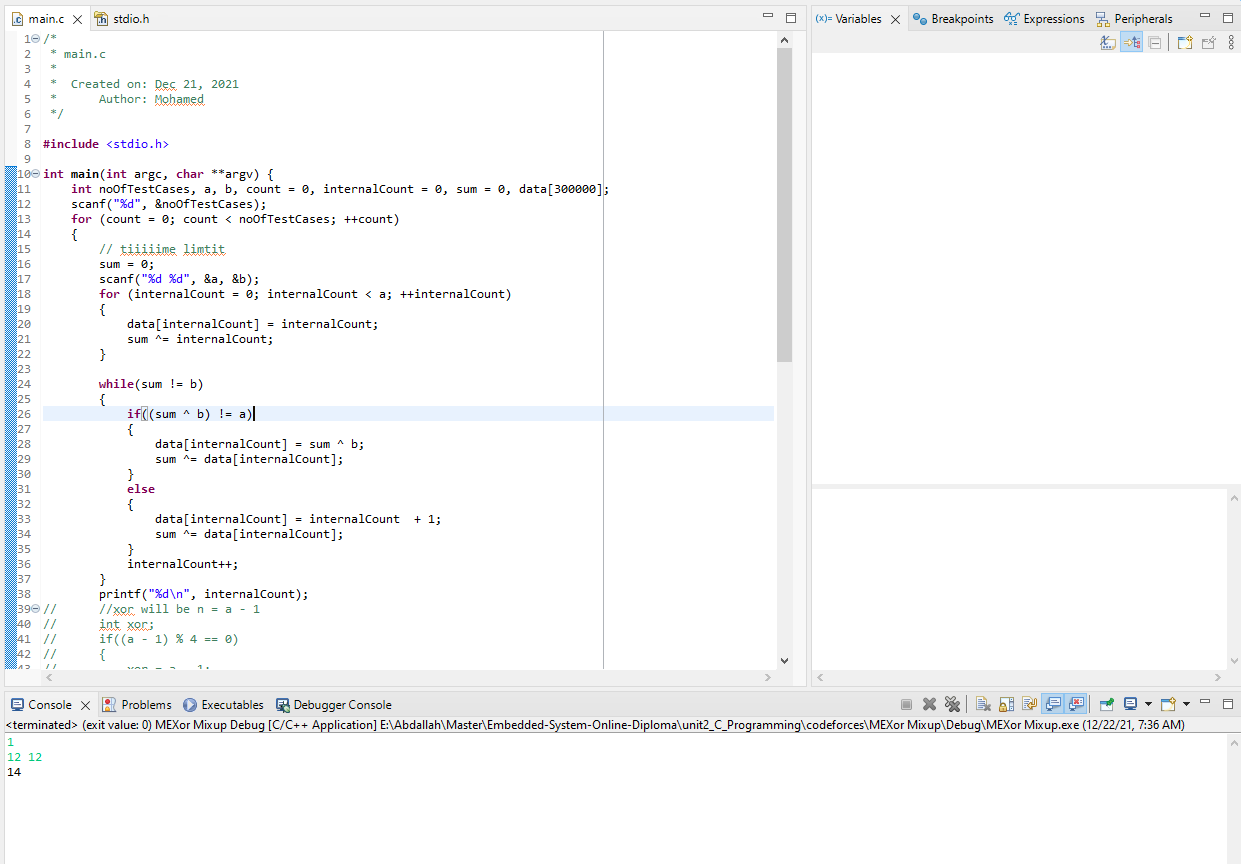 main.c
stdio.h
1 /*
2  * main.c
3  *
4  *  Created on: Dec 21, 2021
5  *      Author: Mohamed
6  */
7
8 #include <stdio.h>
9
10 int main(int argc, char **argv) {
11     int noOfTestCases, a, b, count = 0, internalCount = 0, sum = 0, data[300000];
12     scanf("%d", &noOfTestCases);
13     for (count = 0; count < noOfTestCases; ++count)
14     {
15         // tiiiiime limtit
16         sum = 0;
17         scanf("%d %d", &a, &b);
18         for (internalCount = 0; internalCount < a; ++internalCount)
19         {
20             data[internalCount] = internalCount;
21             sum ^= internalCount;
22         }
23
24         while(sum != b)
25         {
26             if((sum ^ b) != a)
27             {
28                 data[internalCount] = sum ^ b;
29                 sum ^= data[internalCount];
30             }
31             else
32             {
33                 data[internalCount] = internalCount  + 1;
34                 sum ^= data[internalCount];
35             }
36             internalCount++;
37         }
38         printf("%d\n", internalCount);
39 //      //xor will be n = a - 1
40 //      int xor;
41 //      if((a - 1) % 4 == 0)
42 //      {
43 //          xor = a - 1;
(x)= Variables
Breakpoints
Expressions
Peripherals
Console
Problems
Executables
Debugger Console
<terminated> (exit value: 0) MEXor Mixup Debug [C/C++ Application] E:\Abdallah\Master\Embedded-System-Online-Diploma\unit2_C_Programming\codeforces\MEXor Mixup\Debug\MEXor Mixup.exe (12/22/21, 7:36 AM)
1
12 12
14